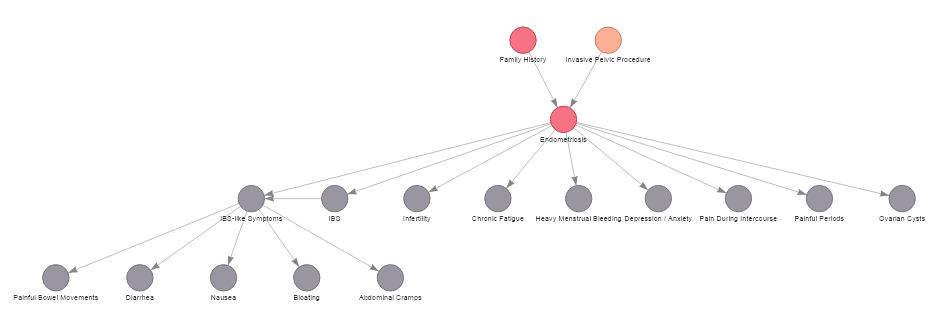 Family History
Invasive Pelvic Procedure
Endometriosis
IBS-like Symptoms
IBS
Infertility
Chronic Fatigue
Heavy Menstrual Bleeding
Depression / Anxiety
Pain During Intercourse
Painful Periods
Ovarian Cysts
Painful Bowel Movements
Diarrhea
Nausea
Bloating
Abdominal Cramps